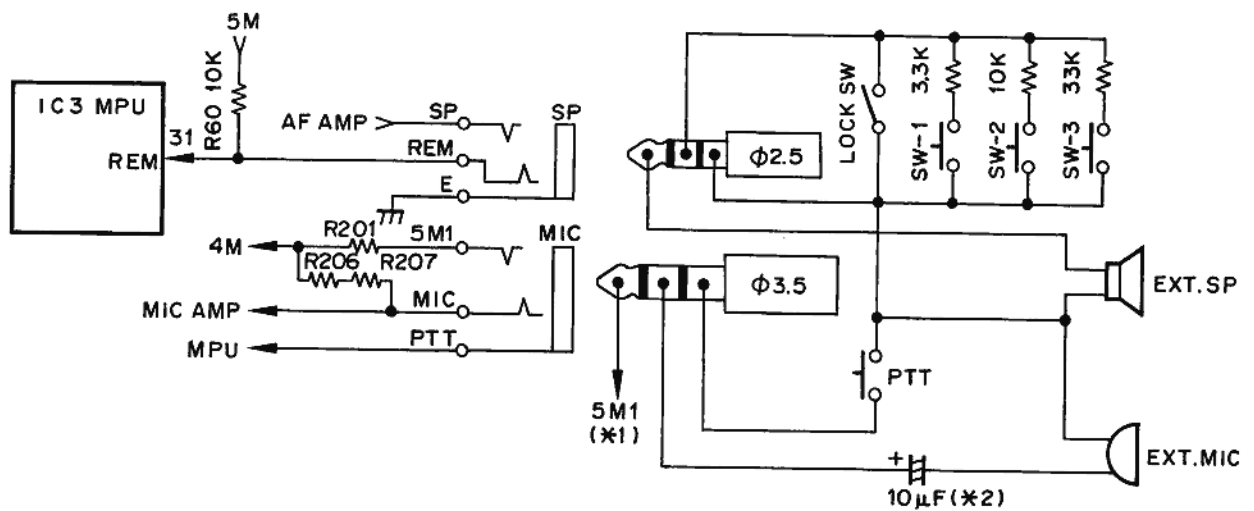 5M
IC3 MPU
REM
31
R60 10K
AF AMP
SP
REM
E
SP
4M
R201
5M1
R206
R207
MIC AMP
MIC
MPU
PTT
MIC
Φ2.5
LOCK SW
3.3K
SW-1
10K
SW-2
33K
SW-3
Φ3.5
EXT.SP
5M1
(*1)
PTT
+
10μF(*2)
EXT.MIC